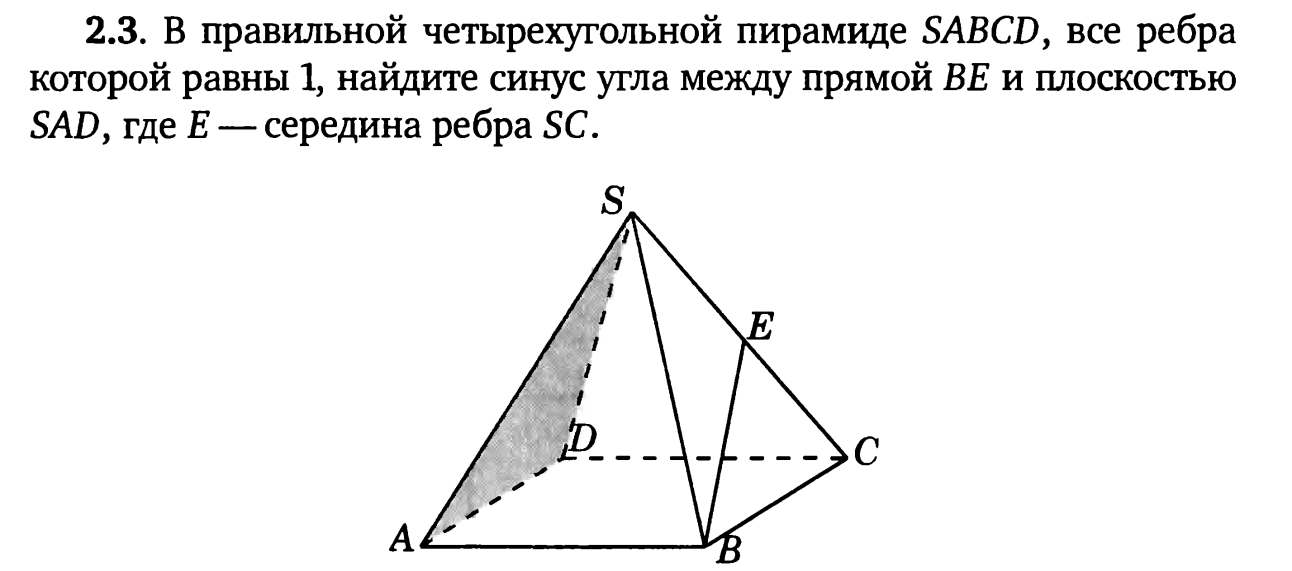 2.3. В правильной четырехугольной пирамиде SABCD, все ребра
которой равны 1, найдите синус угла между прямой BE и плоскостью
SAD, где E — середина ребра SC.
S
E
D
C
A
B